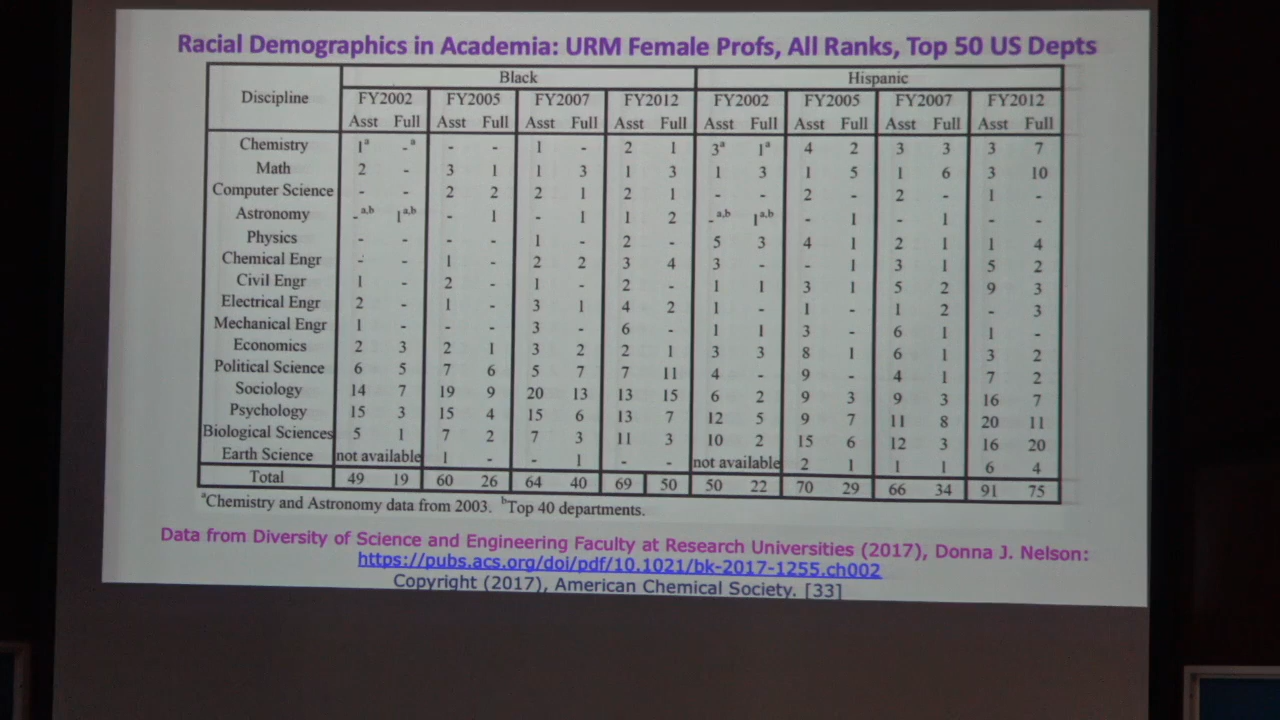 Racial Demographics in Academia: URM Female Profs, All Ranks, Top 50 US Depts
Discipline Black Hispanic
FY2002 FY2005 FY2007 FY2012 FY2002 FY2005 FY2007 FY2012
Asst Full Asst Full Asst Full Asst Full Asst Full Asst Full Asst Full Asst Full
Chemistry 1ᵃ -ᵃ - - 1 - 2 1 3ᵃ 1ᵃ 4 2 3 3 3 7
Math 2 - 3 1 1 3 1 3 1 3 1 5 1 6 3 10
Computer Science - - 2 2 2 1 2 1 - - 2 - 2 - 1 -
Astronomy -ᵃ,ᵇ 1ᵃ,ᵇ - 1 - 1 1 2 -ᵃ,ᵇ 1ᵃ,ᵇ - 1 - 1 - -
Physics - - - - 1 - 2 - 5 3 4 1 2 1 1 4
Chemical Engr - - 1 - 2 2 3 4 3 - - 1 3 1 5 2
Civil Engr 1 - 2 - 1 - 2 - 1 1 3 1 5 2 9 3
Electrical Engr 2 - 1 - 3 1 4 2 1 - 1 - 1 2 - 3
Mechanical Engr 1 - - - 3 - 6 - 1 1 3 - 6 1 1 -
Economics 2 3 2 1 3 2 2 1 3 3 8 1 6 1 3 2
Political Science 6 5 7 6 5 7 7 11 4 - 9 - 4 1 7 2
Sociology 14 7 19 9 20 13 13 15 6 2 9 3 9 3 16 7
Psychology 15 3 15 4 15 6 13 7 12 5 9 7 11 8 20 11
Biological Sciences 5 1 7 2 7 3 11 3 10 2 15 6 12 3 16 20
Earth Science not available 1 - - 1 - - not available 2 1 1 1 6 4
Total 49 19 60 26 64 40 69 50 50 22 70 29 66 34 91 75
ᵃChemistry and Astronomy data from 2003. ᵇTop 40 departments.
Data from Diversity of Science and Engineering Faculty at Research Universities (2017), Donna J. Nelson:
https://pubs.acs.org/doi/pdf/10.1021/bk-2017-1255.ch002
Copyright (2017), American Chemical Society. [33]